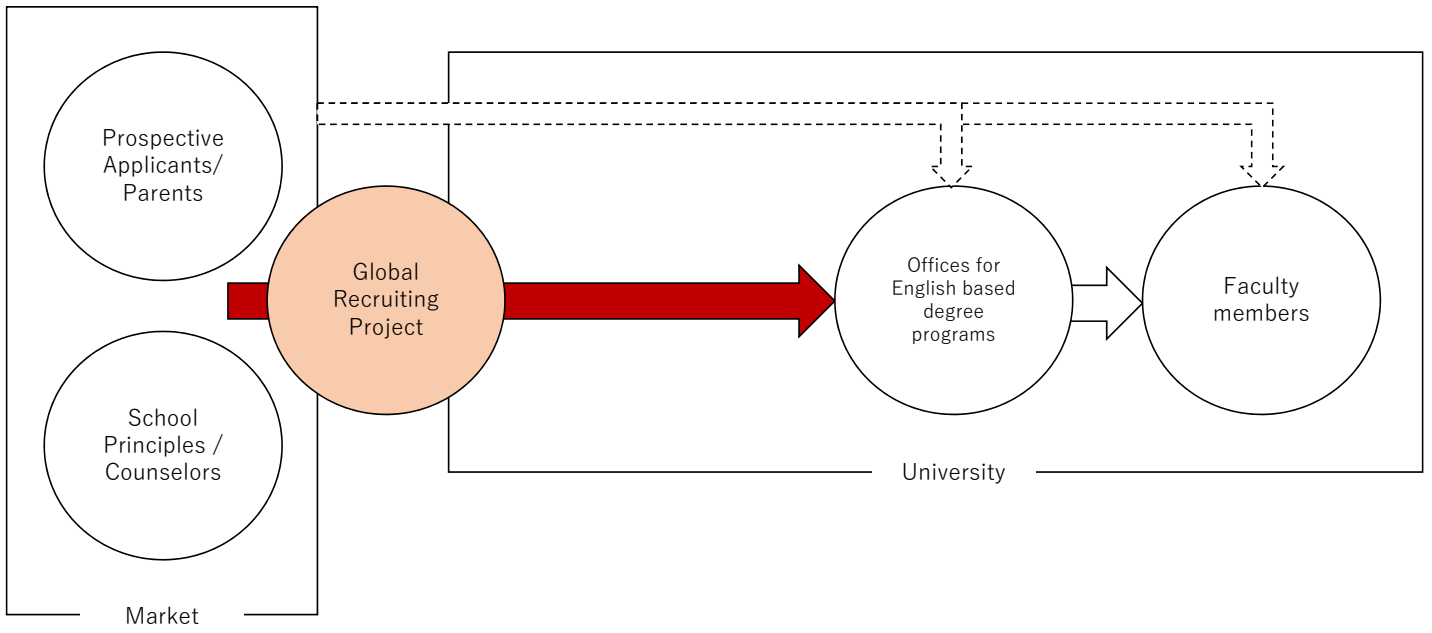 Prospective
Applicants/
Parents
School
Principles /
Counselors
Market
Global
Recruiting
Project
Offices for
English based
degree
programs
Faculty
members
University